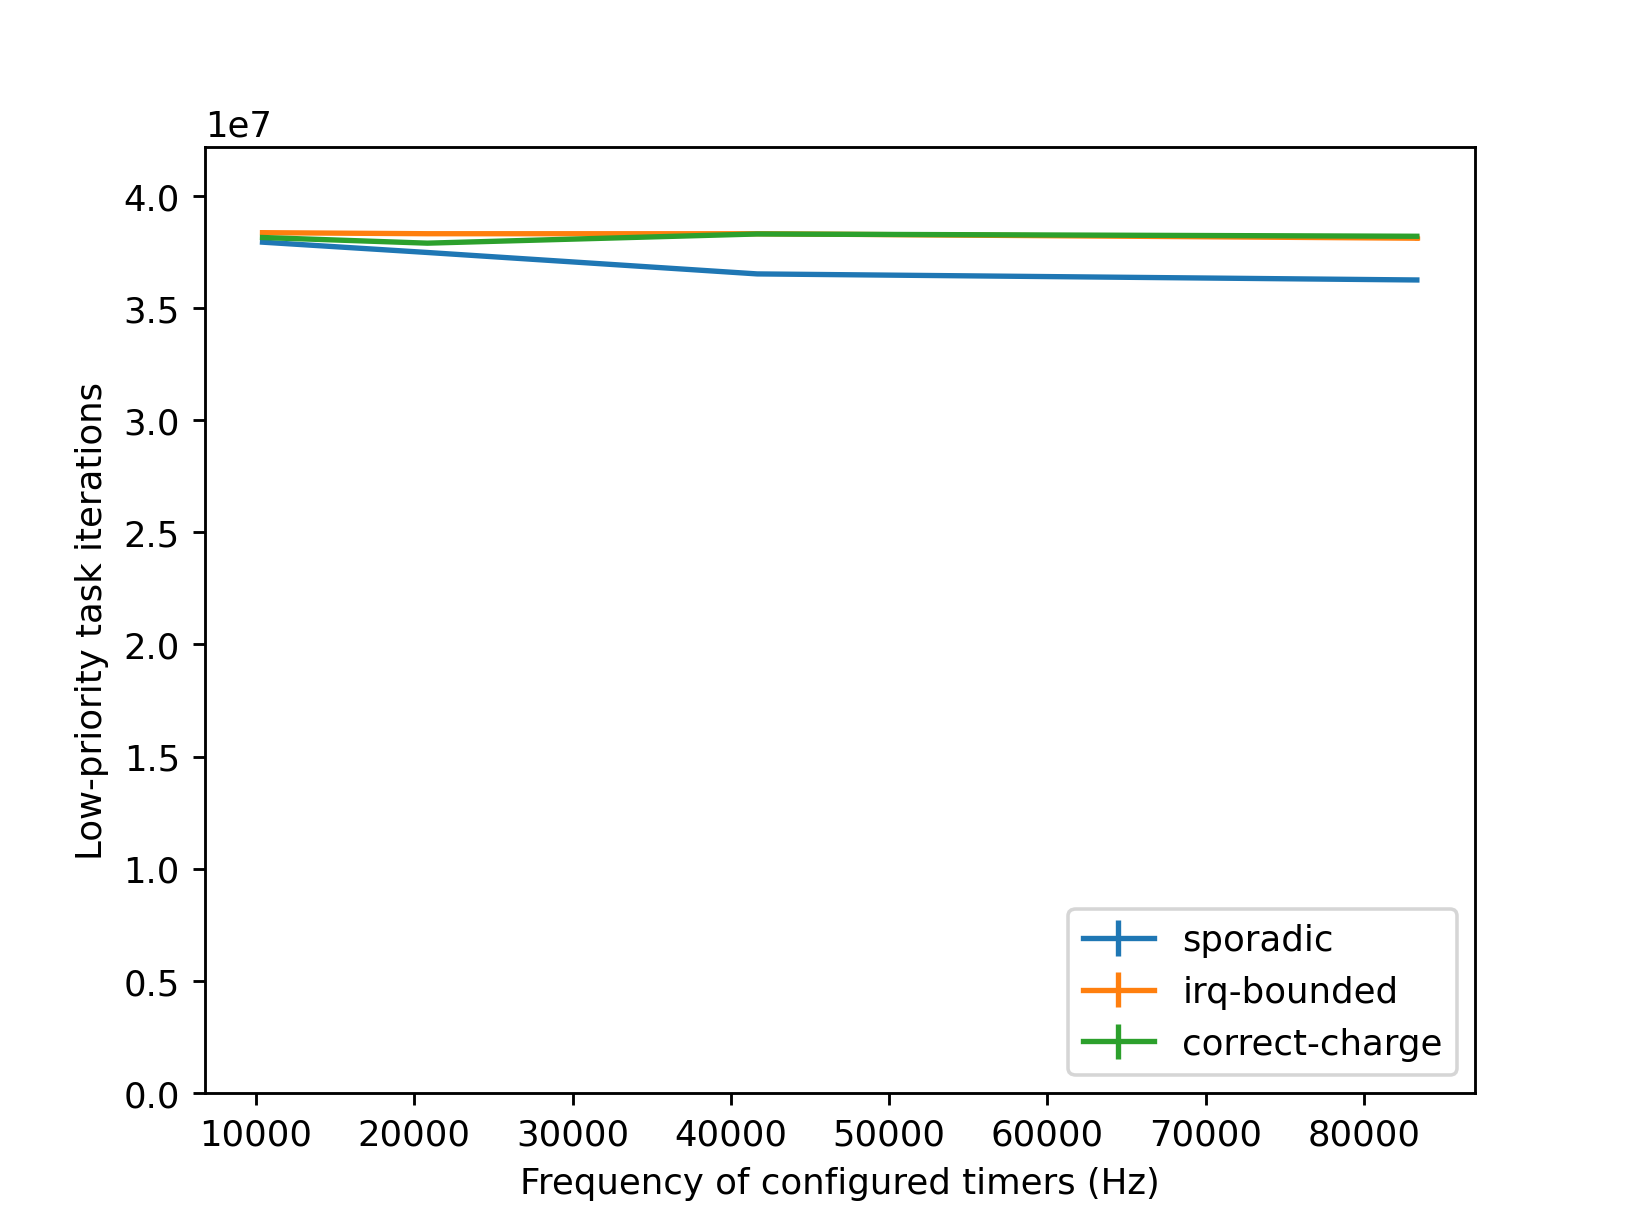 1e7
4.0
3.5
3.0
2.5
2.0
1.5
1.0
0.5
0.0
Low-priority task iterations
sporadic
irq-bounded
correct-charge
10000 20000 30000 40000 50000 60000 70000 80000
Frequency of configured timers (Hz)